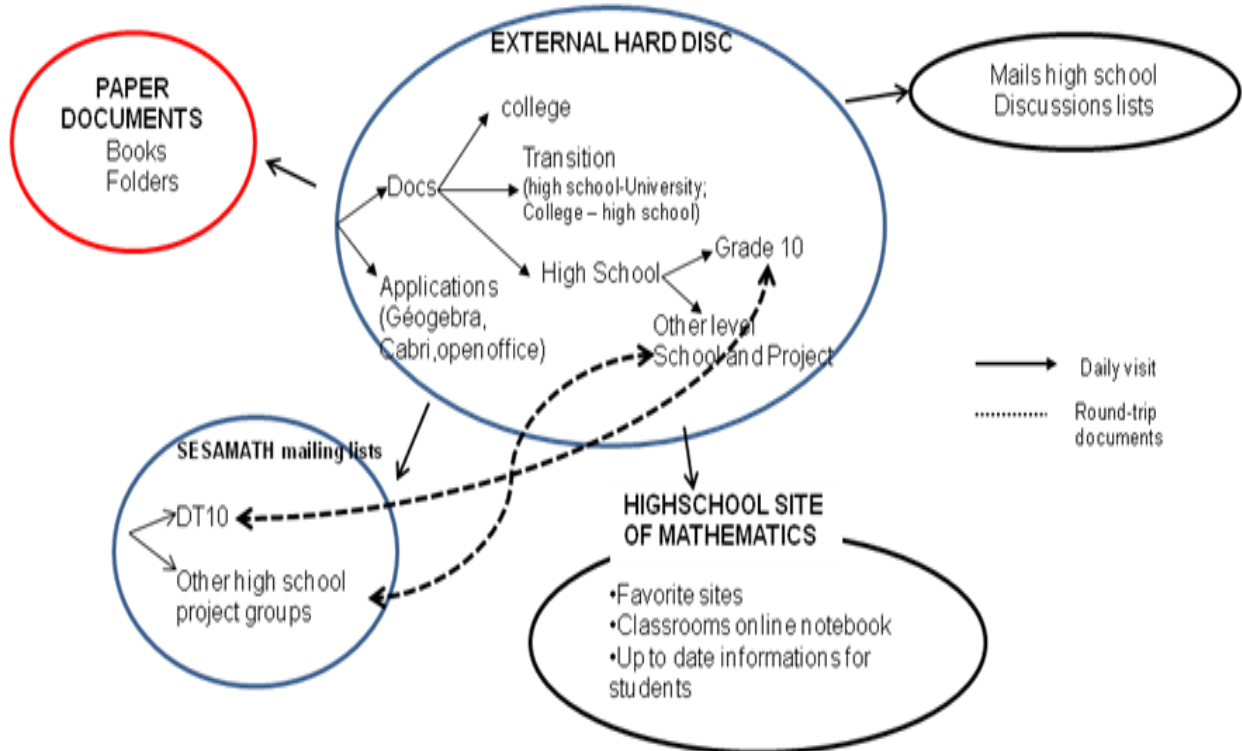 EXTERNAL HARD DISC
PAPER
DOCUMENTS
Books
Folders
Mails high school
Discussions lists
college
Transition
(high school-University;
College – high school)
Docs
Grade 10
High School
Applications
(Géogebra,
Cabri,open office)
Other level
School and Project
Daily visit
Round-trip
documents
SESAMATH mailing lists
DT10
Other high school
project groups
HIGHSCHOOL SITE
OF MATHEMATICS
•Favorite sites
•Classrooms online notebook
•Up to date informations for
students